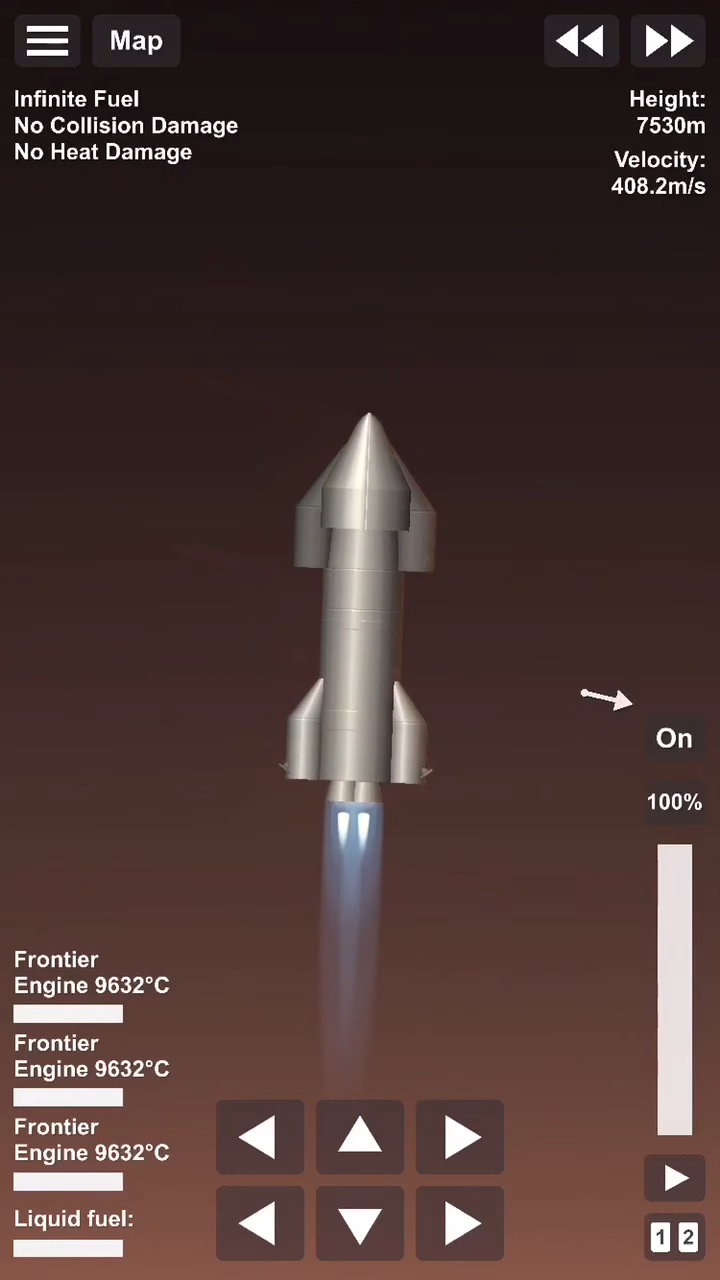 Map
Infinite Fuel
No Collision Damage
No Heat Damage
Height:
7530m
Velocity:
408.2m/s
On
100%
Frontier
Engine 9632°C
Frontier
Engine 9632°C
Frontier
Engine 9632°C
Liquid fuel:
1 2